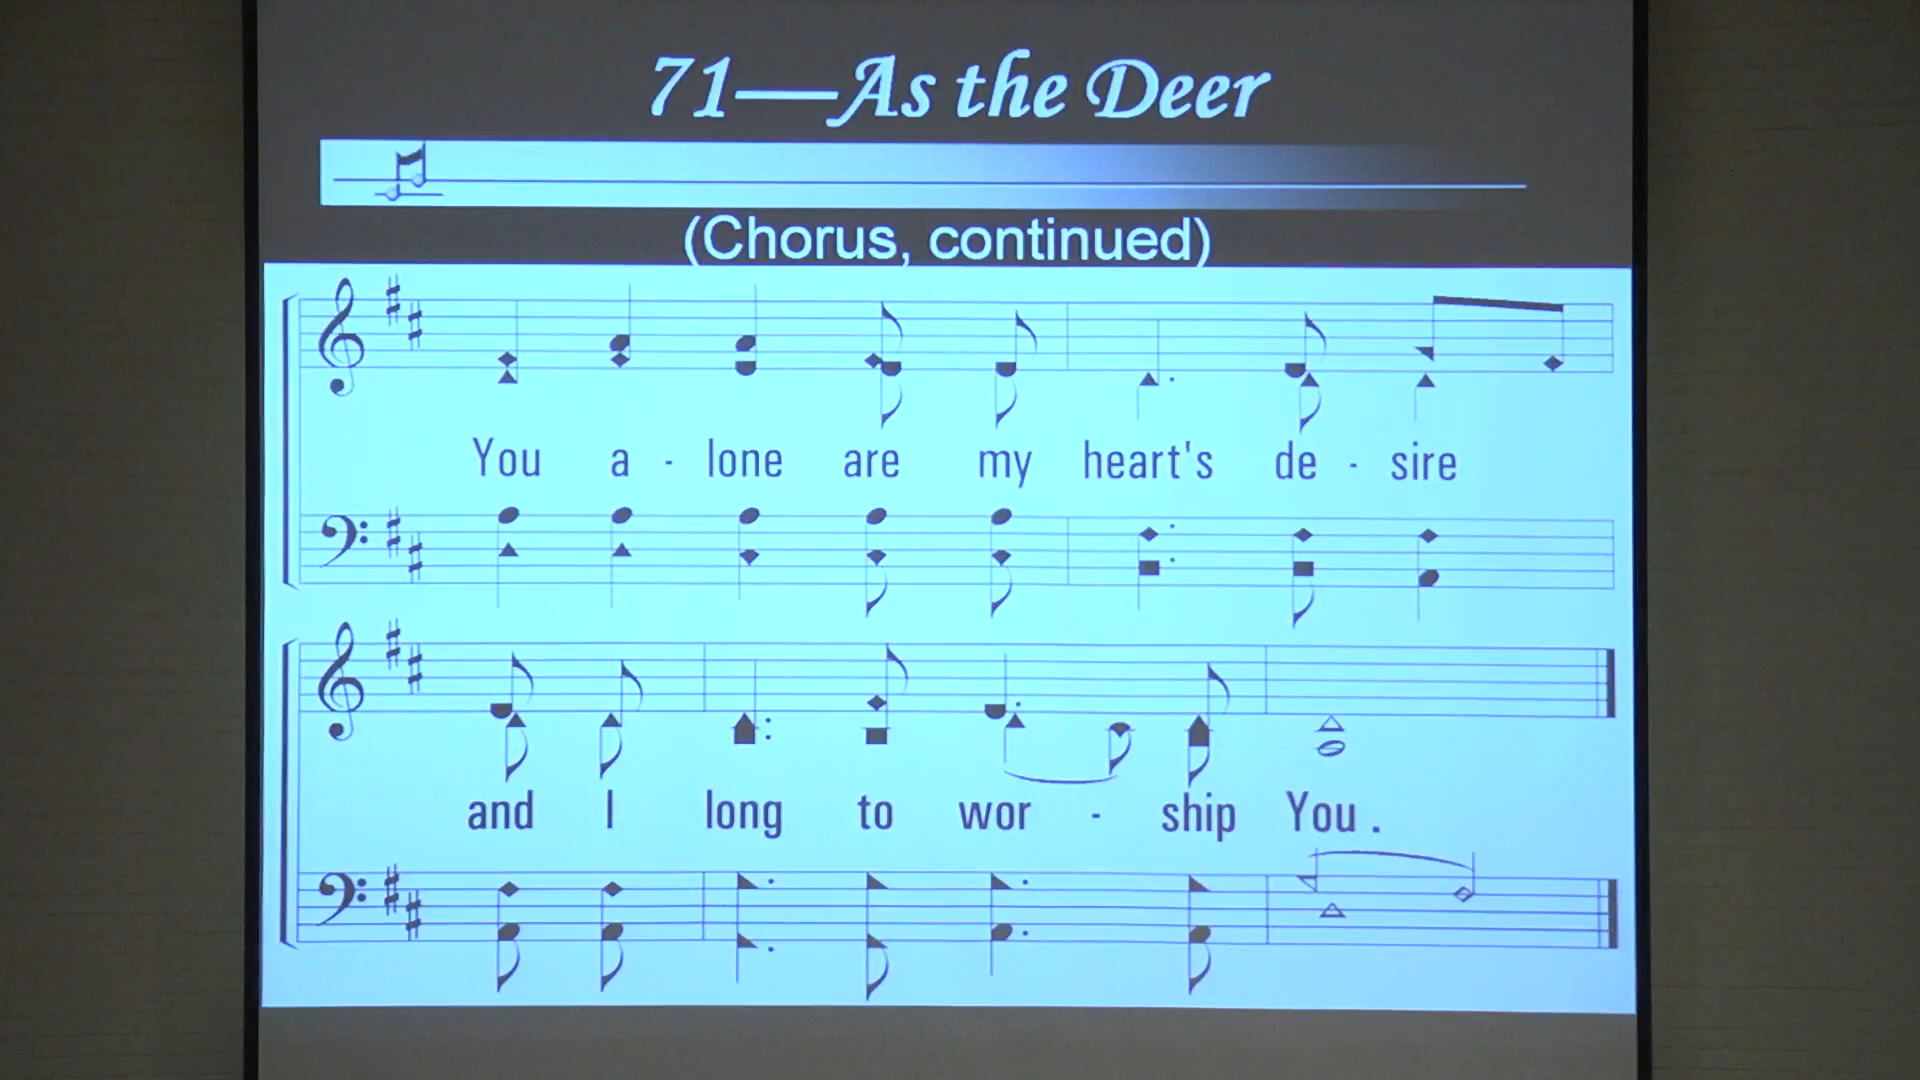 71—As the Deer
(Chorus, continued)
You a - lone are my heart's de - sire
and I long to wor - ship You .